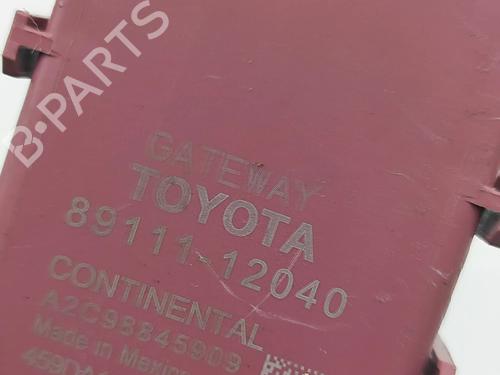 B-PARTS
GATEWAY
TOYOTA
89111-12040
CONTINENTAL
A2C98845909
Made in Mexico